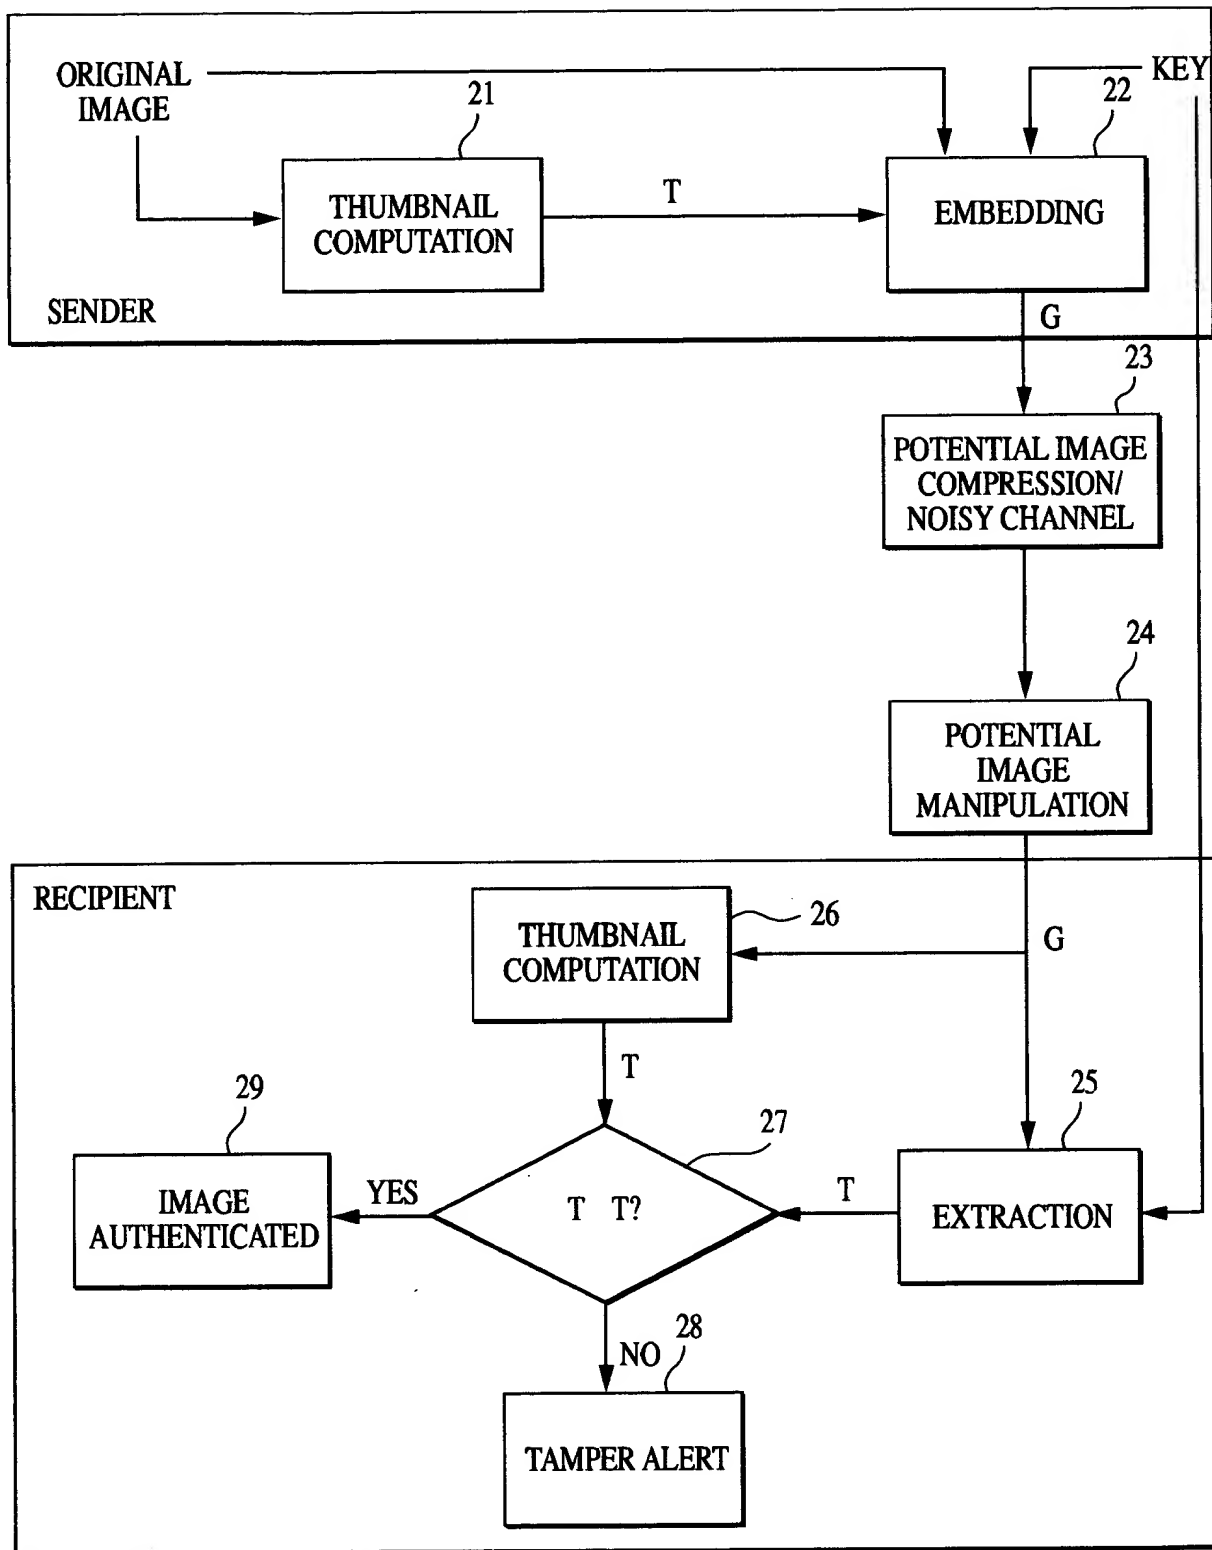 ORIGINAL
IMAGE
KEY
21
22
THUMBNAIL
COMPUTATION
T
EMBEDDING
SENDER
G
23
POTENTIAL IMAGE
COMPRESSION/
NOISY CHANNEL
24
POTENTIAL
IMAGE
MANIPULATION
RECIPIENT
26
THUMBNAIL
COMPUTATION
G
T
29
27
25
IMAGE
AUTHENTICATED
YES
T T?
T
EXTRACTION
NO
28
TAMPER ALERT